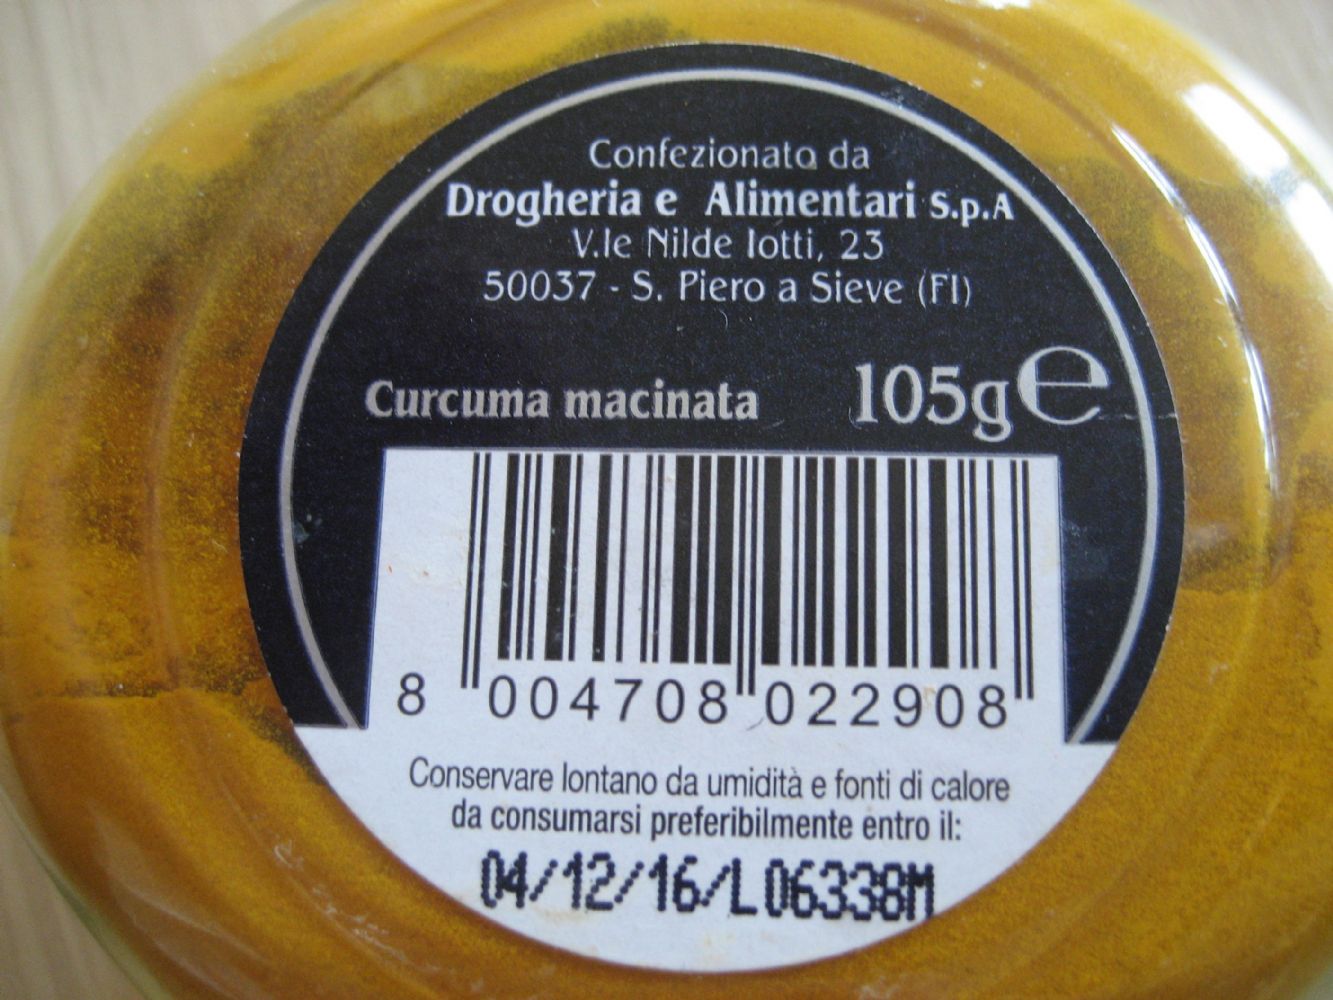 Confezionato da
Drogheria e Alimentari S.p.A
V.le Nilde Iotti, 23
50037 - S. Piero a Sieve (FI)
Curcuma macinata 105g ℮
8 004708 022908
Conservare lontano da umidità e fonti di calore
da consumarsi preferibilmente entro il:
04/12/16/L06338M